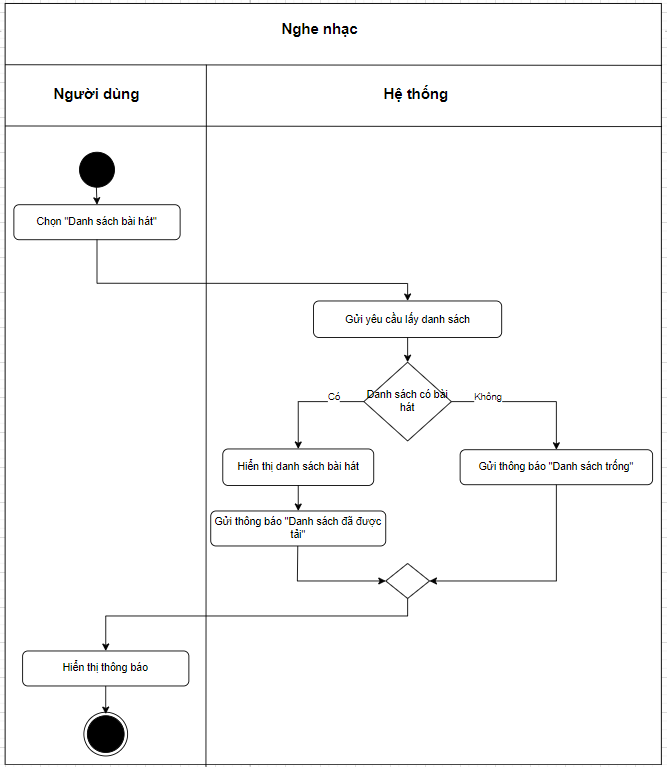 Nghe nhạc
Người dùng
Hệ thống
Chọn "Danh sách bài hát"
Gửi yêu cầu lấy danh sách
Danh sách có bài
hát
Có
Không
Hiển thị danh sách bài hát
Gửi thông báo "Danh sách trống"
Gửi thông báo "Danh sách đã được
tải"
Hiển thị thông báo